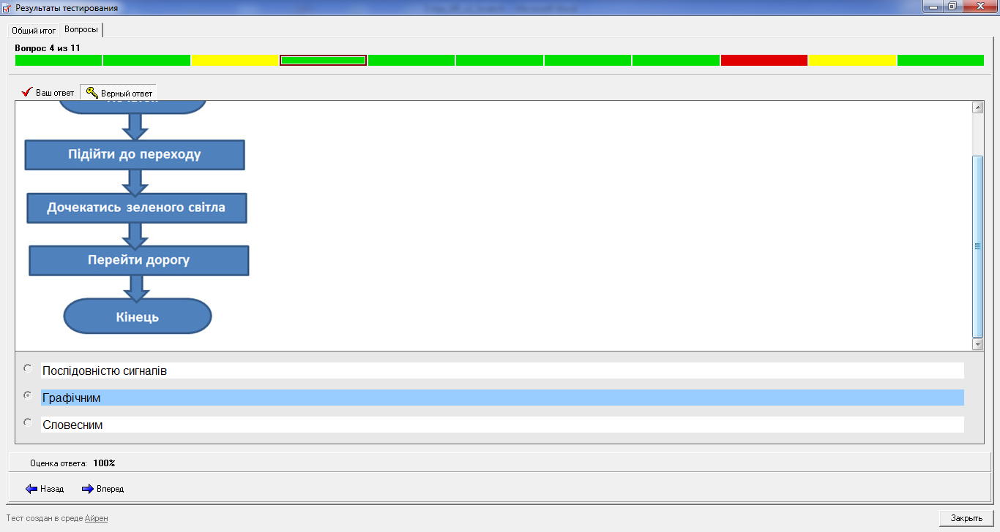 Результаты тестирования
Общий итог
Вопросы
Вопрос 4 из 11
Ваш ответ
Верный ответ
Підійти до переходу
Дочекатись зеленого світла
Перейти дорогу
Кінець
Послідовністю сигналів
Графічним
Словесним
Оценка ответа: 100%
Назад
Вперед
Тест создан в среде Айрен
Закрыть